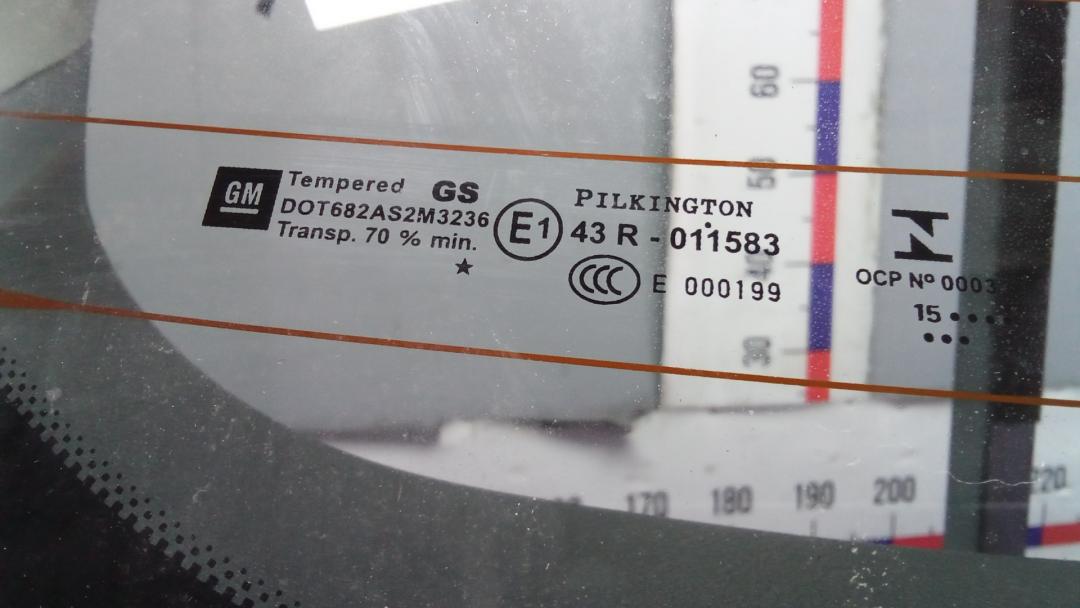 GM
Tempered GS
DOT682AS2M3236
Transp. 70 % min.
E1
PILKINGTON
43 R - 011583
CCC E 000199
OCP Nº 0003
15
60
50
40
30
170 180 190 200
220